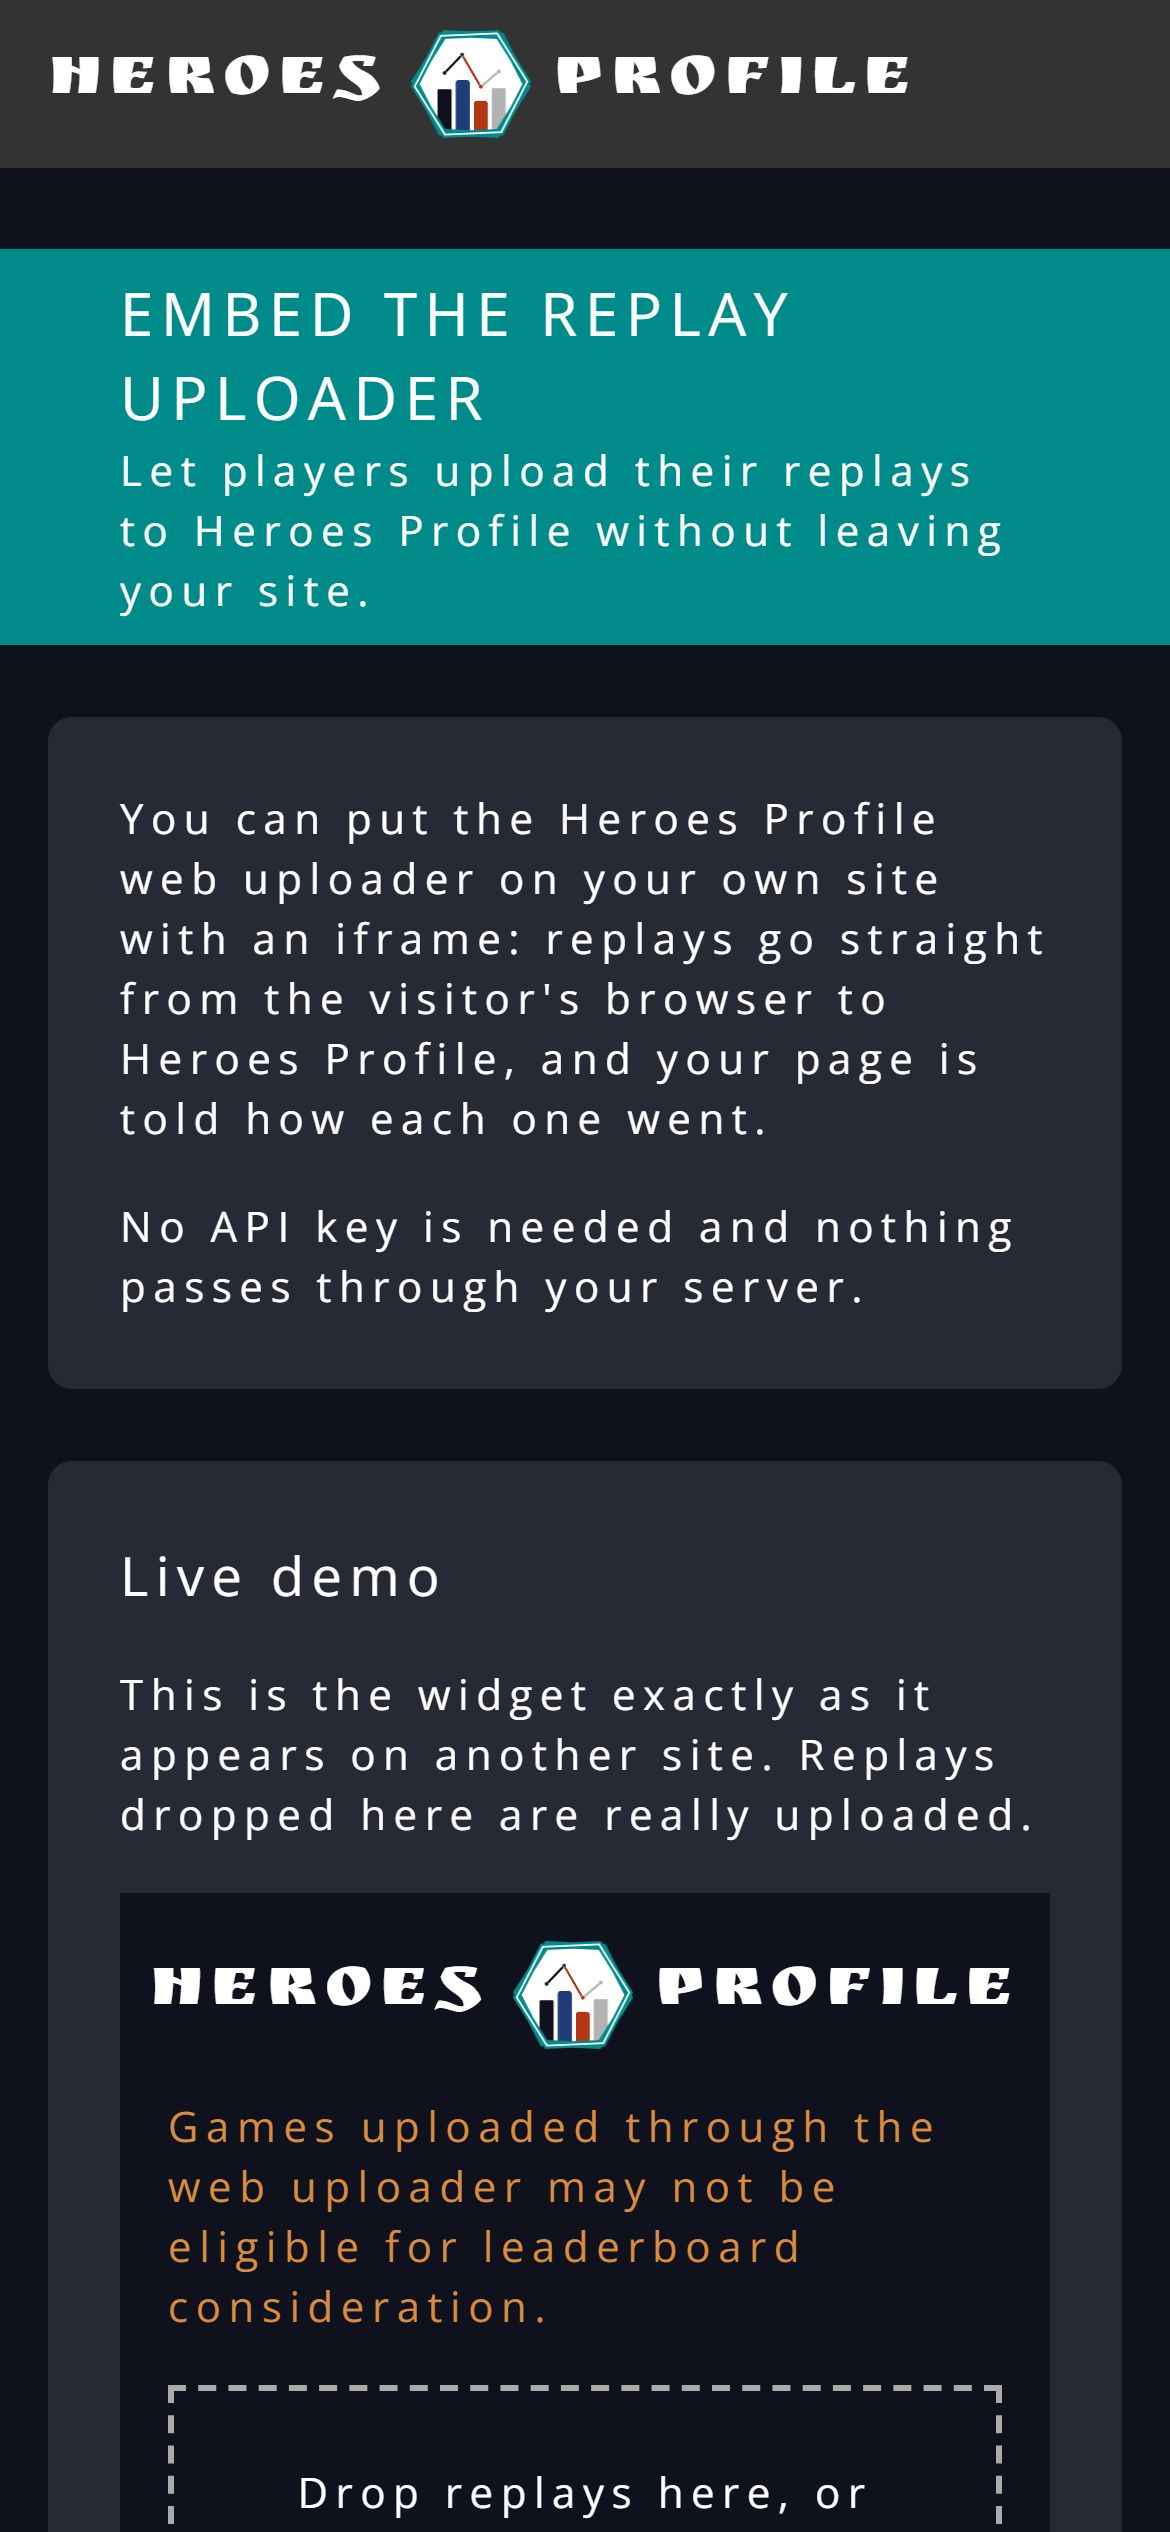 HEROES PROFILE
EMBED THE REPLAY
UPLOADER
Let players upload their replays
to Heroes Profile without leaving
your site.
You can put the Heroes Profile
web uploader on your own site
with an iframe: replays go straight
from the visitor's browser to
Heroes Profile, and your page is
told how each one went.
No API key is needed and nothing
passes through your server.
Live demo
This is the widget exactly as it
appears on another site. Replays
dropped here are really uploaded.
HEROES PROFILE
Games uploaded through the
web uploader may not be
eligible for leaderboard
consideration.
Drop replays here, or